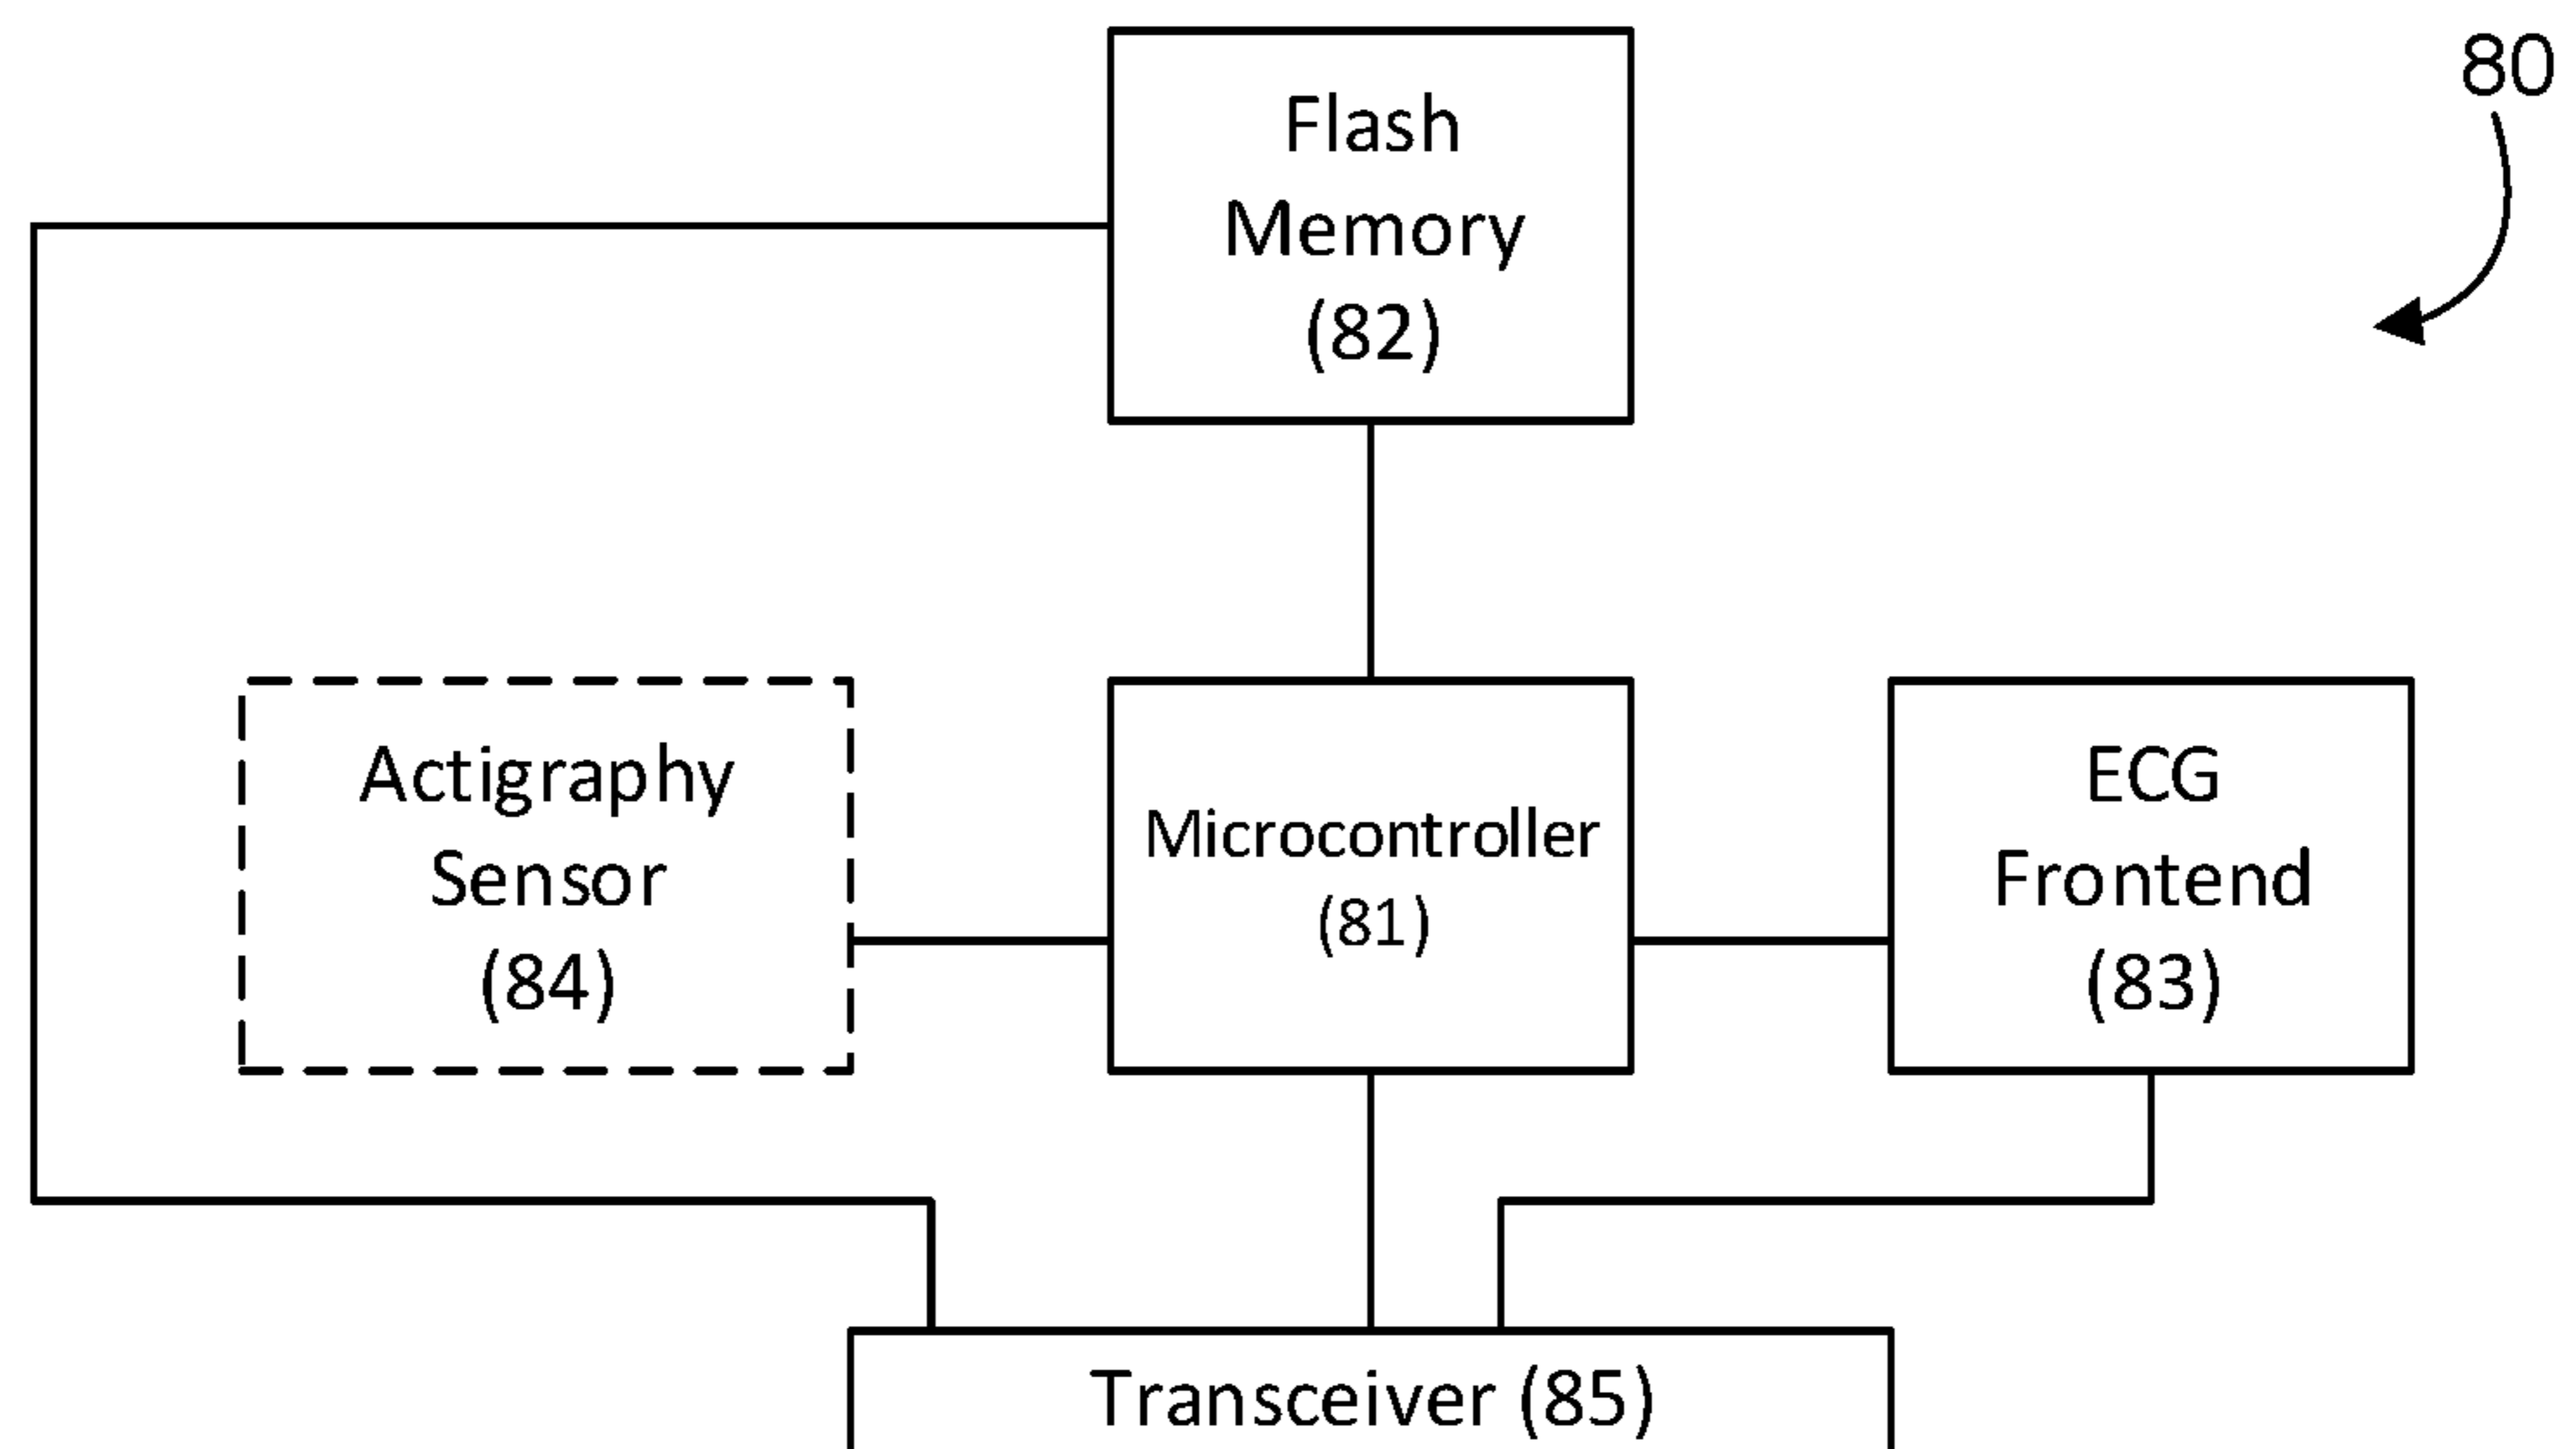 80
Flash
Memory
(82)
Actigraphy
Sensor
(84)
Microcontroller
(81)
ECG
Frontend
(83)
Transceiver (85)